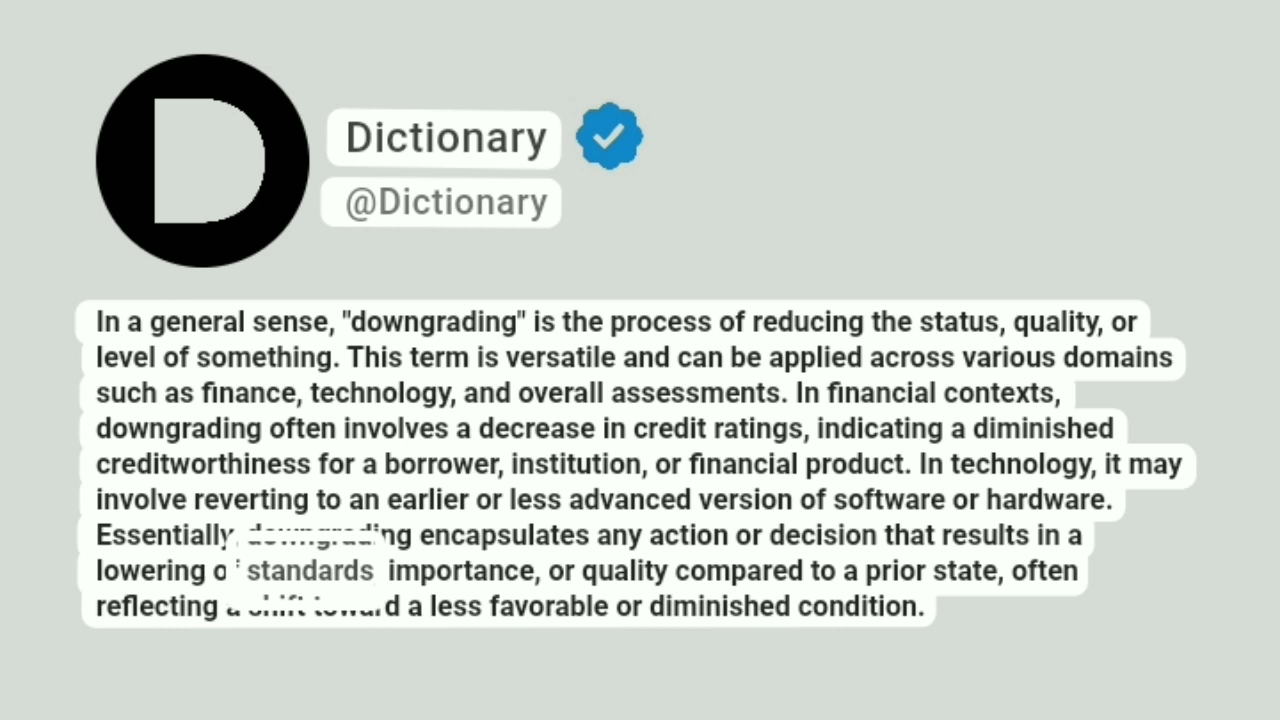 D
Dictionary
@Dictionary
In a general sense, "downgrading" is the process of reducing the status, quality, or
level of something. This term is versatile and can be applied across various domains
such as finance, technology, and overall assessments. In financial contexts,
downgrading often involves a decrease in credit ratings, indicating a diminished
creditworthiness for a borrower, institution, or financial product. In technology, it may
involve reverting to an earlier or less advanced version of software or hardware.
Essentially, downgrading encapsulates any action or decision that results in a
lowering of standards importance, or quality compared to a prior state, often
reflecting a shift toward a less favorable or diminished condition.